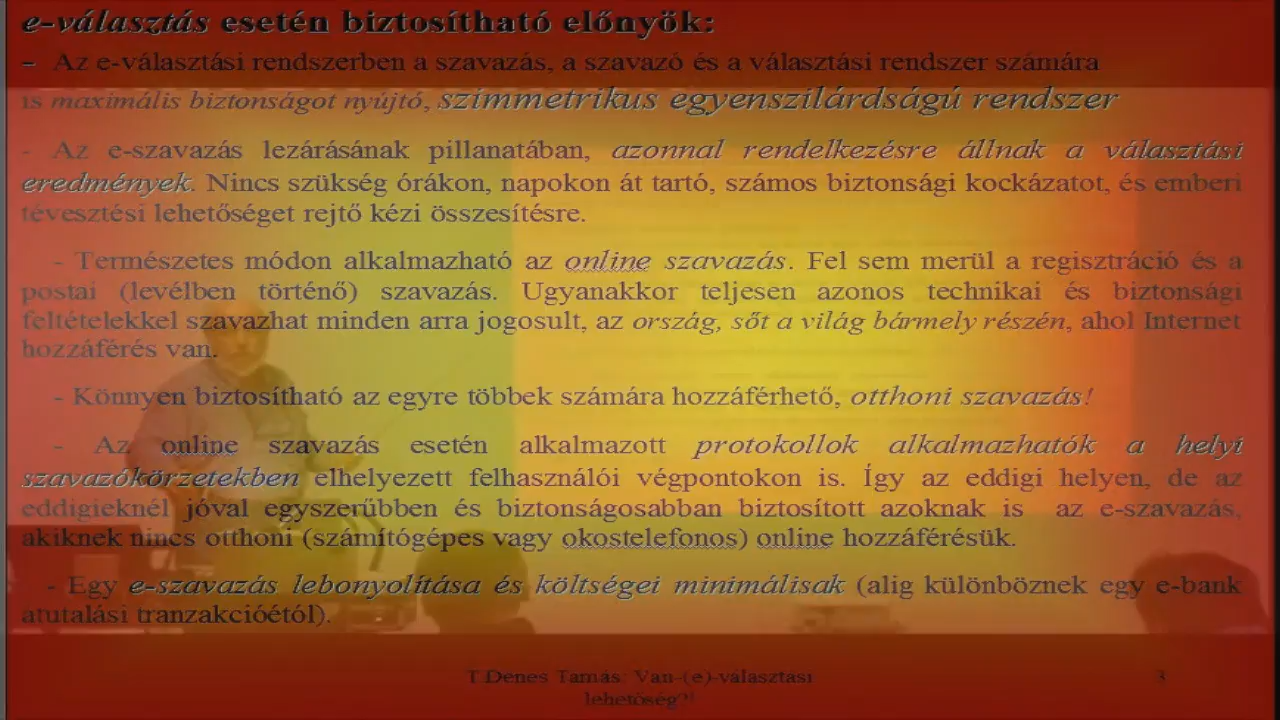 e-választás esetén biztosítható előnyök:
- Az e-választási rendszerben a szavazás, a szavazó és a választási rendszer számára
is maximális biztonságot nyújtó, szimmetrikus egyenszilárdságú rendszer
- Az e-szavazás lezárásának pillanatában, azonnal rendelkezésre állnak a választási
eredmények. Nincs szükség órákon, napokon át tartó, számos biztonsági kockázatot, és emberi
tévesztési lehetőséget rejtő kézi összesítésre.
- Természetes módon alkalmazható az online szavazás. Fel sem merül a regisztráció és a
postai (levélben történő) szavazás. Ugyanakkor teljesen azonos technikai és biztonsági
feltételekkel szavazhat minden arra jogosult, az ország, sőt a világ bármely részén, ahol Internet
hozzáférés van.
- Könnyen biztosítható az egyre többek számára hozzáférhető, otthoni szavazás!
- Az online szavazás esetén alkalmazott protokollok alkalmazhatók a helyi
szavazókörzetekben elhelyezett felhasználói végpontokon is. Így az eddigi helyen, de az
eddigieknél jóval egyszerűbben és biztonságosabban biztosított azoknak is az e-szavazás,
akiknek nincs otthoni (számítógépes vagy okostelefonos) online hozzáférésük.
- Egy e-szavazás lebonyolítása és költségei minimálisak (alig különböznek egy e-bank
átutalási tranzakcióétól).
T.Dénes Tamás: Van-(e)-választási
lehetőség?!
3